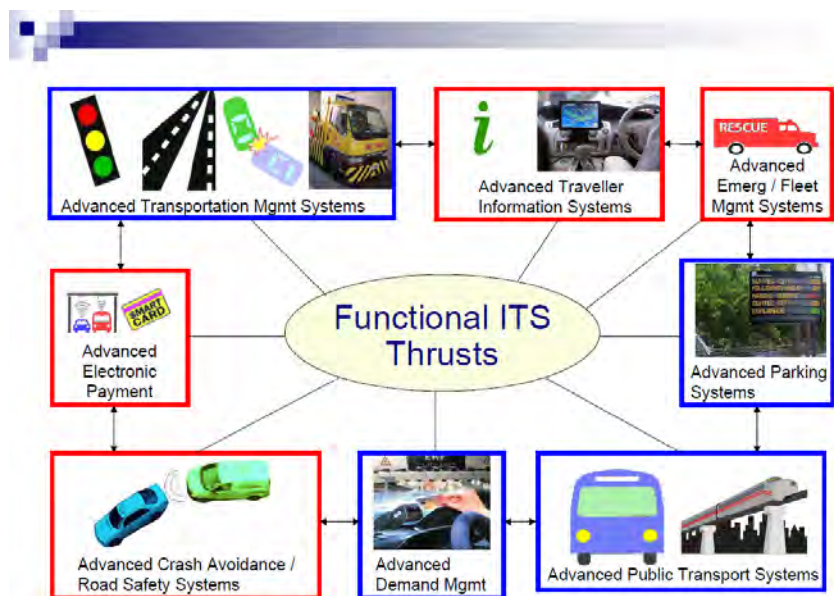 Advanced Transportation Mgmt Systems
i
Advanced Traveller
Information Systems
RESCUE
Advanced
Emerg / Fleet
Mgmt Systems
Functional ITS
Thrusts
SMART
CARD
Advanced
Electronic
Payment
Advanced Parking
Systems
Advanced Crash Avoidance /
Road Safety Systems
Advanced
Demand Mgmt
Advanced Public Transport Systems